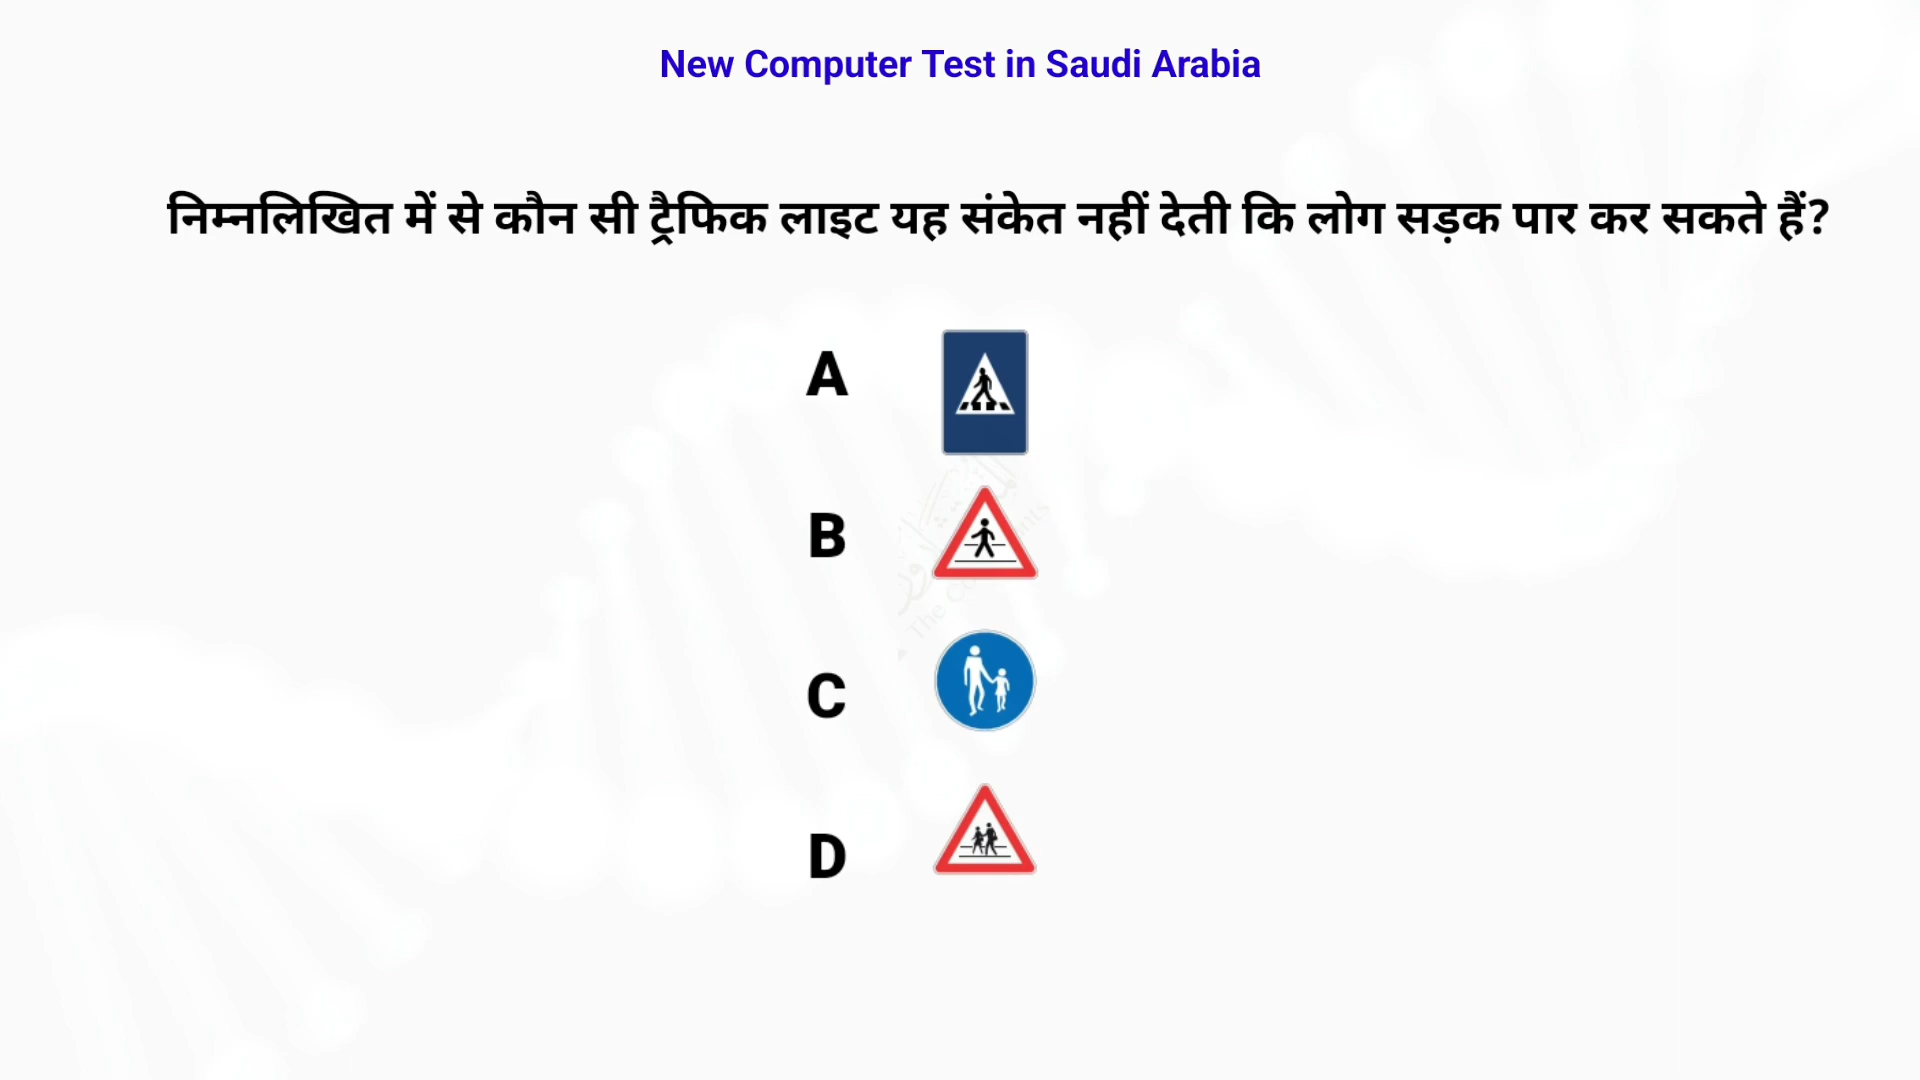 New Computer Test in Saudi Arabia
निम्नलिखित में से कौन सी ट्रैफिक लाइट यह संकेत नहीं देती कि लोग सड़क पार कर सकते हैं?
A
B
C
D